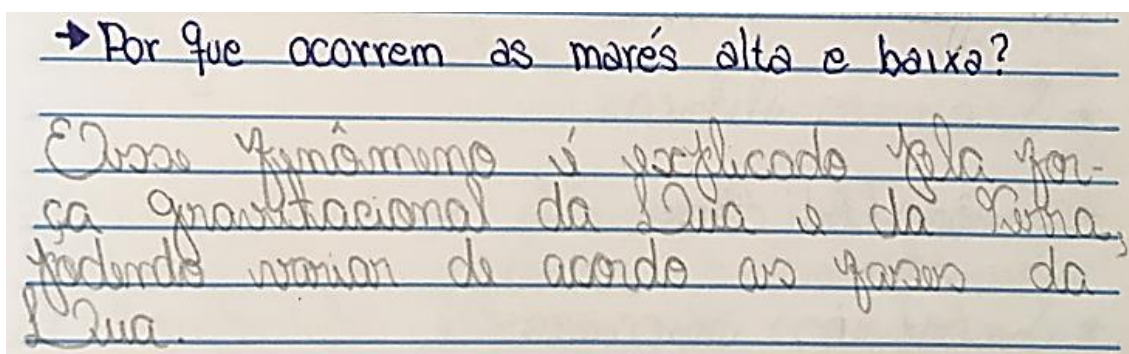 → Por que ocorrem as marés alta e baixa?
Esse fenômeno é explicado pela for-
ça gravitacional da Lua e da Terra,
podendo variar de acordo as fases da
Lua.